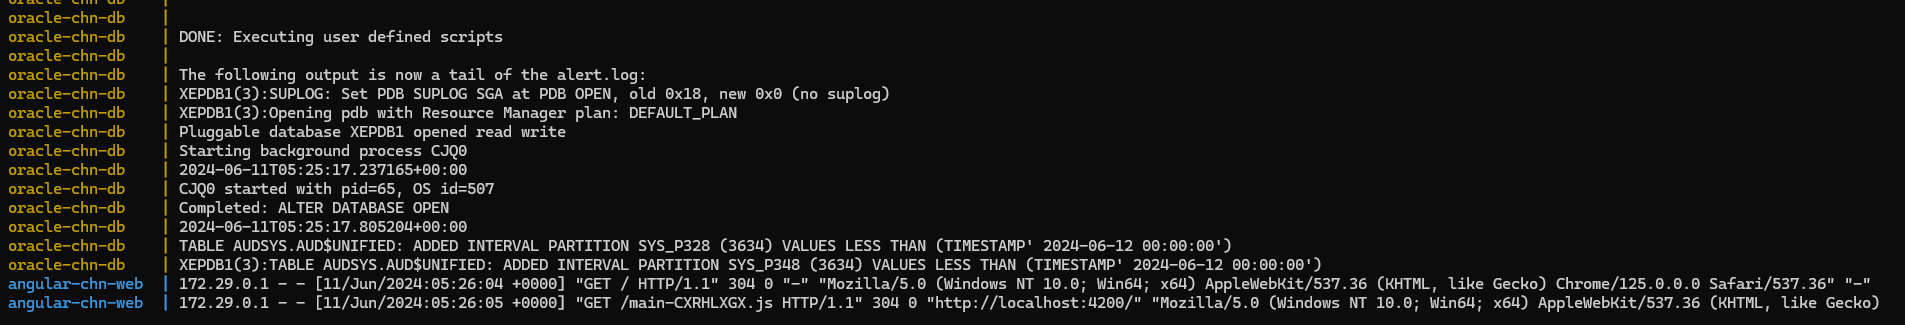 oracle-chn-db |
oracle-chn-db |
oracle-chn-db | DONE: Executing user defined scripts
oracle-chn-db |
oracle-chn-db | The following output is now a tail of the alert.log:
oracle-chn-db | XEPDB1(3):SUPLOG: Set PDB SUPLOG SGA at PDB OPEN, old 0x18, new 0x0 (no suplog)
oracle-chn-db | XEPDB1(3):Opening pdb with Resource Manager plan: DEFAULT_PLAN
oracle-chn-db | Pluggable database XEPDB1 opened read write
oracle-chn-db | Starting background process CJQ0
oracle-chn-db | 2024-06-11T05:25:17.237165+00:00
oracle-chn-db | CJQ0 started with pid=65, OS id=507
oracle-chn-db | Completed: ALTER DATABASE OPEN
oracle-chn-db | 2024-06-11T05:25:17.805204+00:00
oracle-chn-db | TABLE AUDSYS.AUD$UNIFIED: ADDED INTERVAL PARTITION SYS_P328 (3634) VALUES LESS THAN (TIMESTAMP' 2024-06-12 00:00:00')
oracle-chn-db | XEPDB1(3):TABLE AUDSYS.AUD$UNIFIED: ADDED INTERVAL PARTITION SYS_P348 (3634) VALUES LESS THAN (TIMESTAMP' 2024-06-12 00:00:00')
angular-chn-web | 172.29.0.1 - - [11/Jun/2024:05:26:04 +0000] "GET / HTTP/1.1" 304 0 "-" "Mozilla/5.0 (Windows NT 10.0; Win64; x64) AppleWebKit/537.36 (KHTML, like Gecko) Chrome/125.0.0.0 Safari/537.36" "-"
angular-chn-web | 172.29.0.1 - - [11/Jun/2024:05:26:05 +0000] "GET /main-CXRHLXGX.js HTTP/1.1" 304 0 "http://localhost:4200/" "Mozilla/5.0 (Windows NT 10.0; Win64; x64) AppleWebKit/537.36 (KHTML, like Gecko)